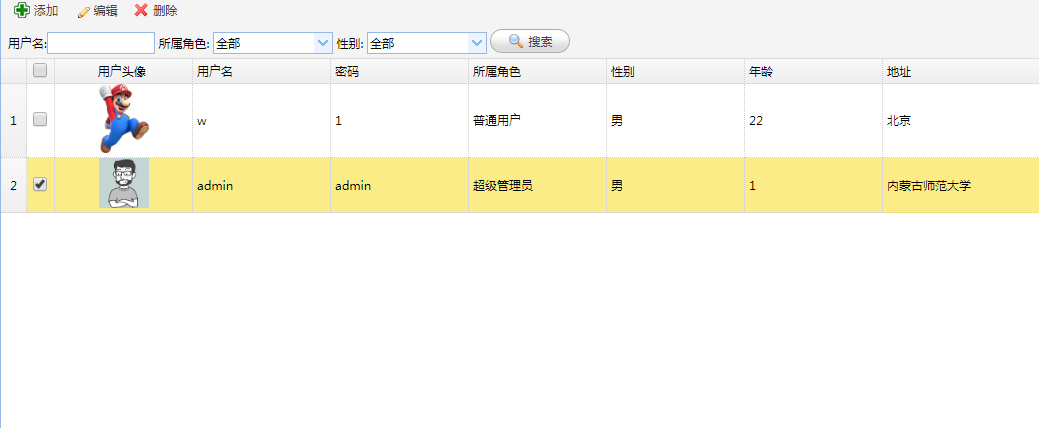 添加 编辑 删除
用户名: 所属角色: 全部 性别: 全部 搜索
用户头像 用户名 密码 所属角色 性别 年龄 地址
1 w 1 普通用户 男 22 北京
2 admin admin 超级管理员 男 1 内蒙古师范大学